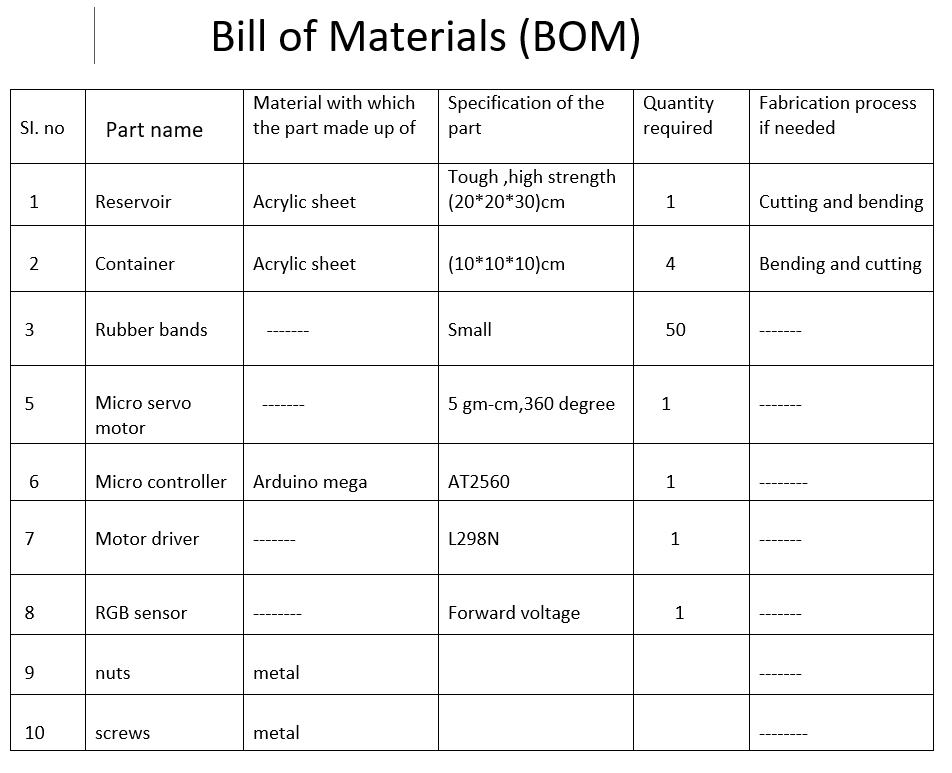 Bill of Materials (BOM)
Sl. no Part name Material with which the part made up of Specification of the part Quantity required Fabrication process if needed
1 Reservoir Acrylic sheet Tough ,high strength (20*20*30)cm 1 Cutting and bending
2 Container Acrylic sheet (10*10*10)cm 4 Bending and cutting
3 Rubber bands ------- Small 50 -------
5 Micro servo motor ------- 5 gm-cm,360 degree 1 -------
6 Micro controller Arduino mega AT2560 1 --------
7 Motor driver ------- L298N 1 -------
8 RGB sensor -------- Forward voltage 1 -------
9 nuts metal -------
10 screws metal --------